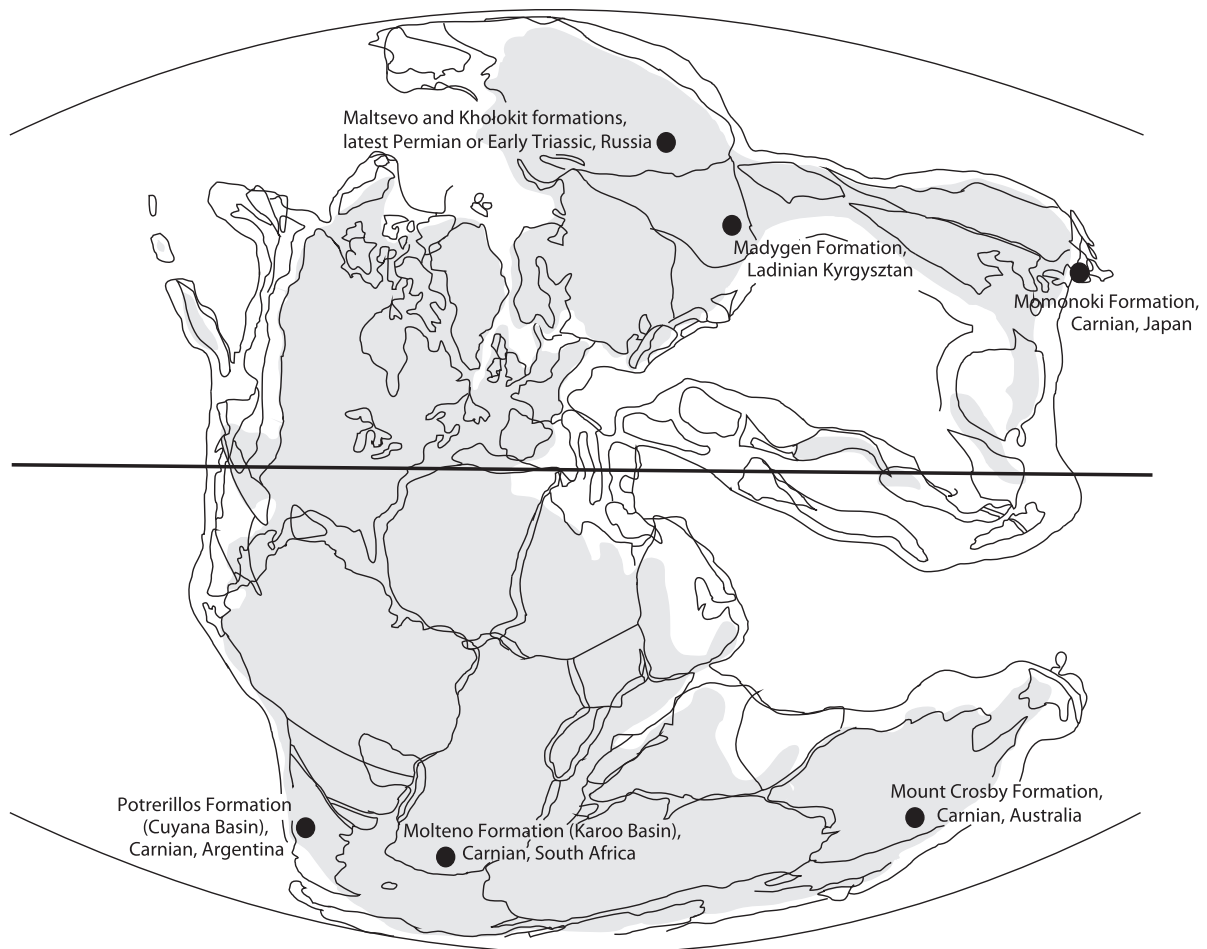 Maltsevo and Kholokit formations,
latest Permian or Early Triassic, Russia
Madygen Formation,
Ladinian Kyrgysztan
Momonoki Formation,
Carnian, Japan
Potrerillos Formation
(Cuyana Basin),
Carnian, Argentina
Molteno Formation (Karoo Basin),
Carnian, South Africa
Mount Crosby Formation,
Carnian, Australia